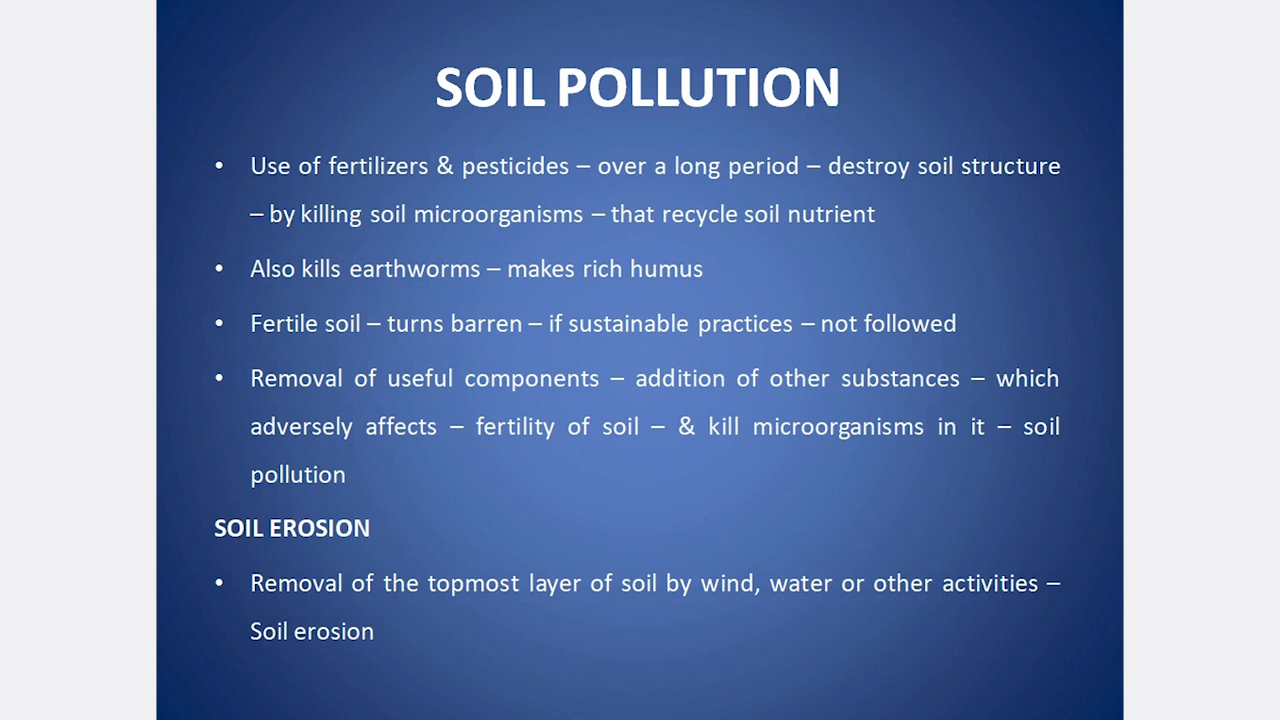 SOIL POLLUTION
• Use of fertilizers & pesticides – over a long period – destroy soil structure
– by killing soil microorganisms – that recycle soil nutrient
• Also kills earthworms – makes rich humus
• Fertile soil – turns barren – if sustainable practices – not followed
• Removal of useful components – addition of other substances – which
adversely affects – fertility of soil – & kill microorganisms in it – soil
pollution
SOIL EROSION
• Removal of the topmost layer of soil by wind, water or other activities –
Soil erosion